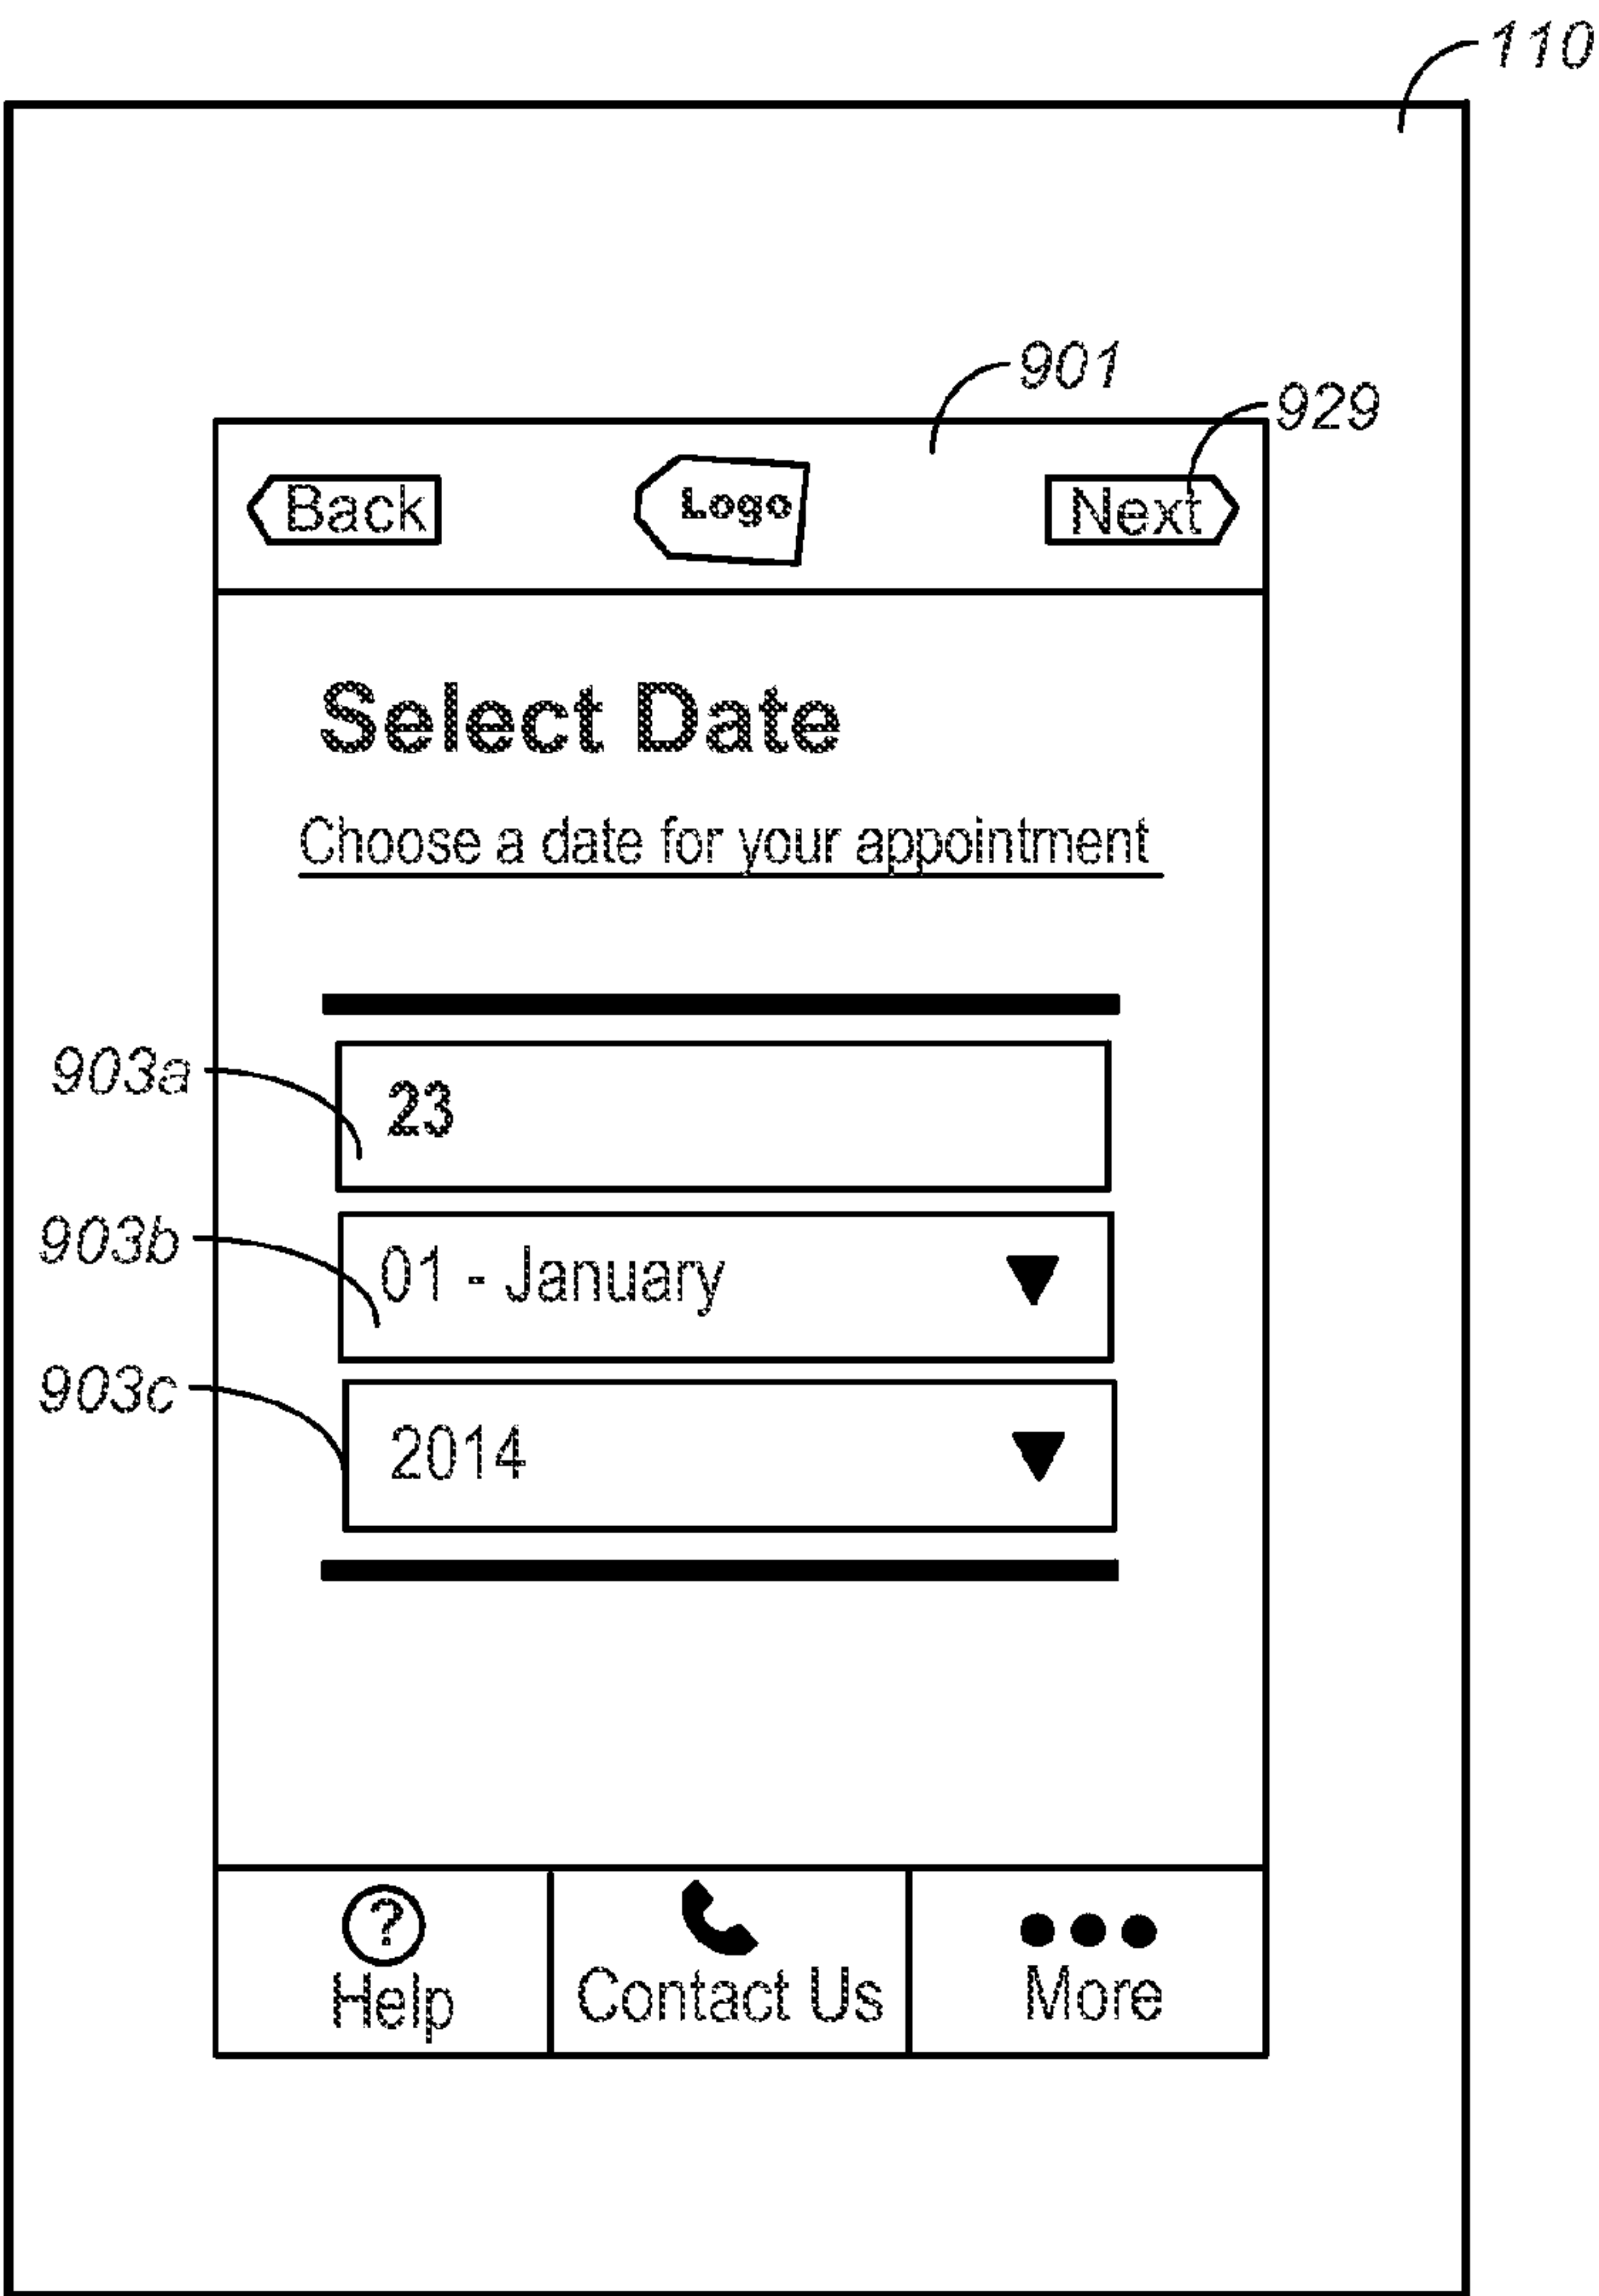 110
901
929
Back
Logo
Next
Select Date
Choose a date for your appointment
903a
23
903b
01 - January
903c
2014
?
Help
Contact Us
More